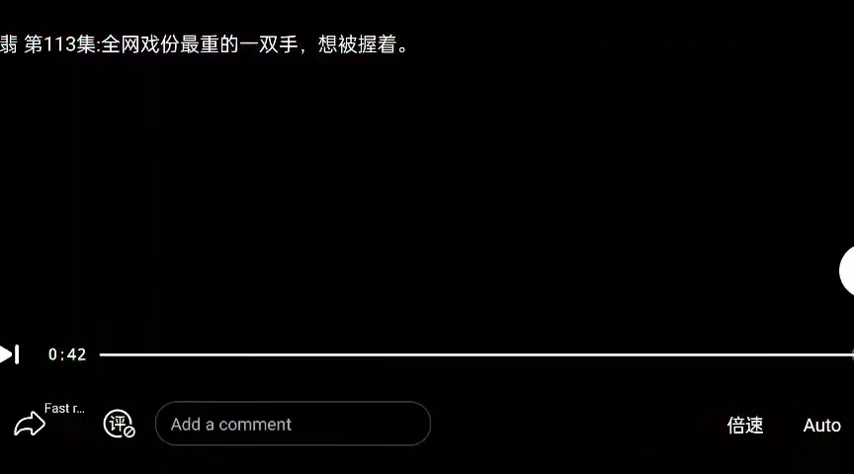 翡 第113集:全网戏份最重的一双手，想被握着。
0:42
Fast r...
评
Add a comment
倍速
Auto